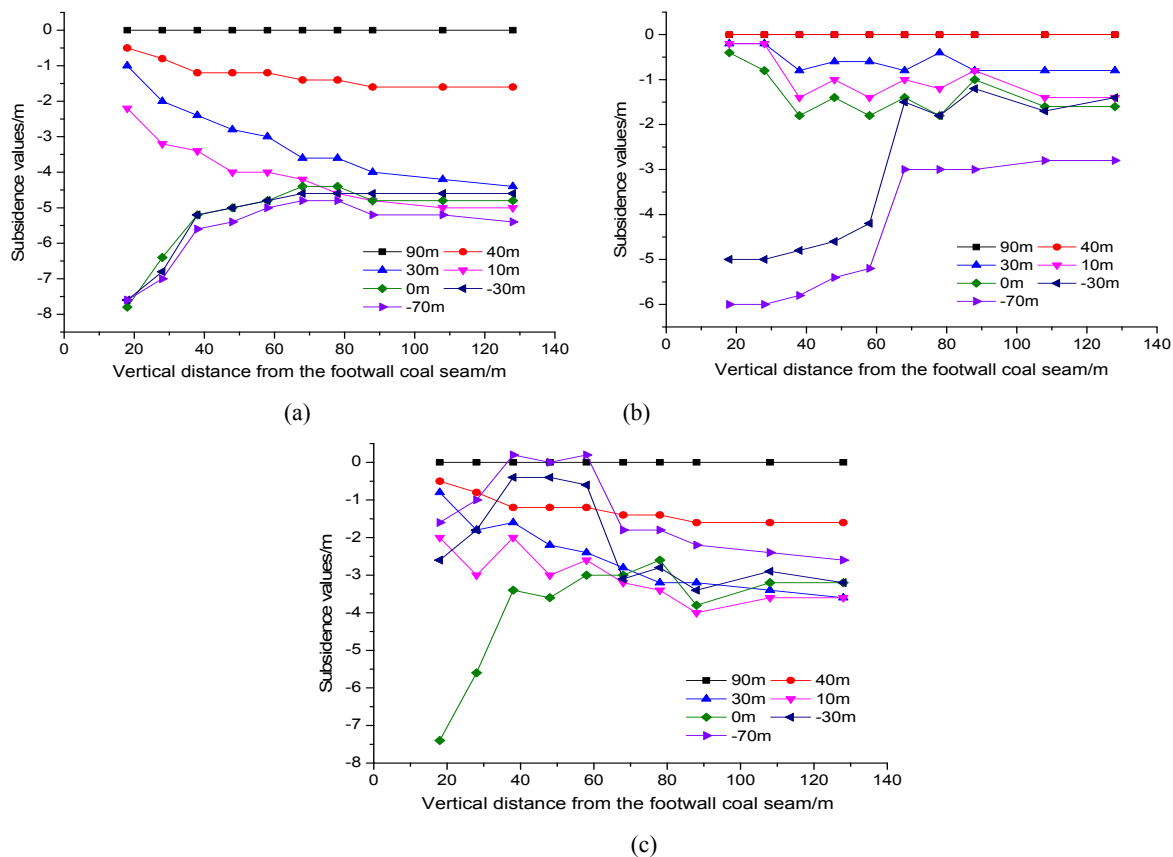 0
-1
-2
-3
-4
-5
-6
-7
-8
Subsidence values/m
90m 40m
30m 10m
0m -30m
-70m
0 20 40 60 80 100 120 140
Vertical distance from the footwall coal seam/m
(a)
0
-1
-2
-3
-4
-5
-6
Subsidence values/m
90m 40m
30m 10m
0m -30m
-70m
0 20 40 60 80 100 120 140
Vertical distance from the footwall coal seam/m
(b)
0
-1
-2
-3
-4
-5
-6
-7
-8
Subsidence values/m
90m 40m
30m 10m
0m -30m
-70m
0 20 40 60 80 100 120 140
Vertical distance from the footwall coal seam/m
(c)